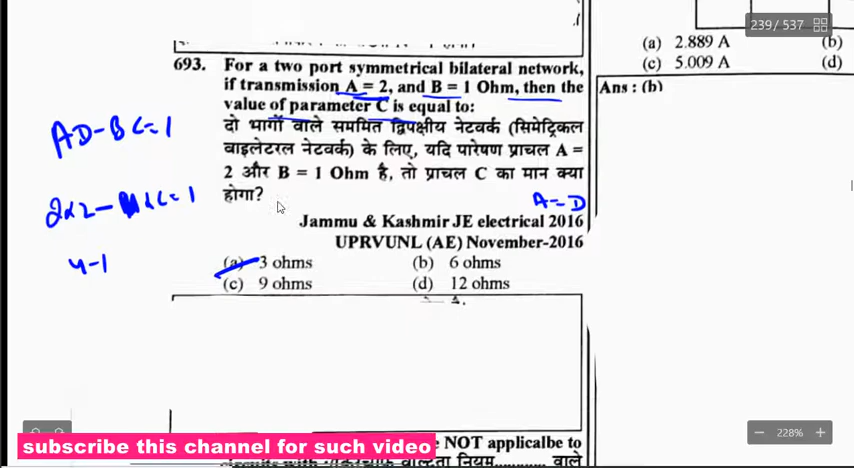 239 / 537
(a) 2.889 A (b)
(c) 5.009 A (d)
Ans : (b)
693. For a two port symmetrical bilateral network,
if transmission A = 2, and B = 1 Ohm, then the
value of parameter C is equal to:
दो भागों वाले सममित द्विपक्षीय नेटवर्क (सिमेट्रिकल
बाइलेटरल नेटवर्क) के लिए, यदि पारेषण प्राचल A =
2 और B = 1 Ohm है, तो प्राचल C का मान क्या
होगा?
A = D
Jammu & Kashmir JE electrical 2016
UPRVUNL (AE) November-2016
(a) 3 ohms (b) 6 ohms
(c) 9 ohms (d) 12 ohms
AD-BC=1
2x2-1xC=1
4-1
228%
subscribe this channel for such video
NOT applicalbe to
वाले